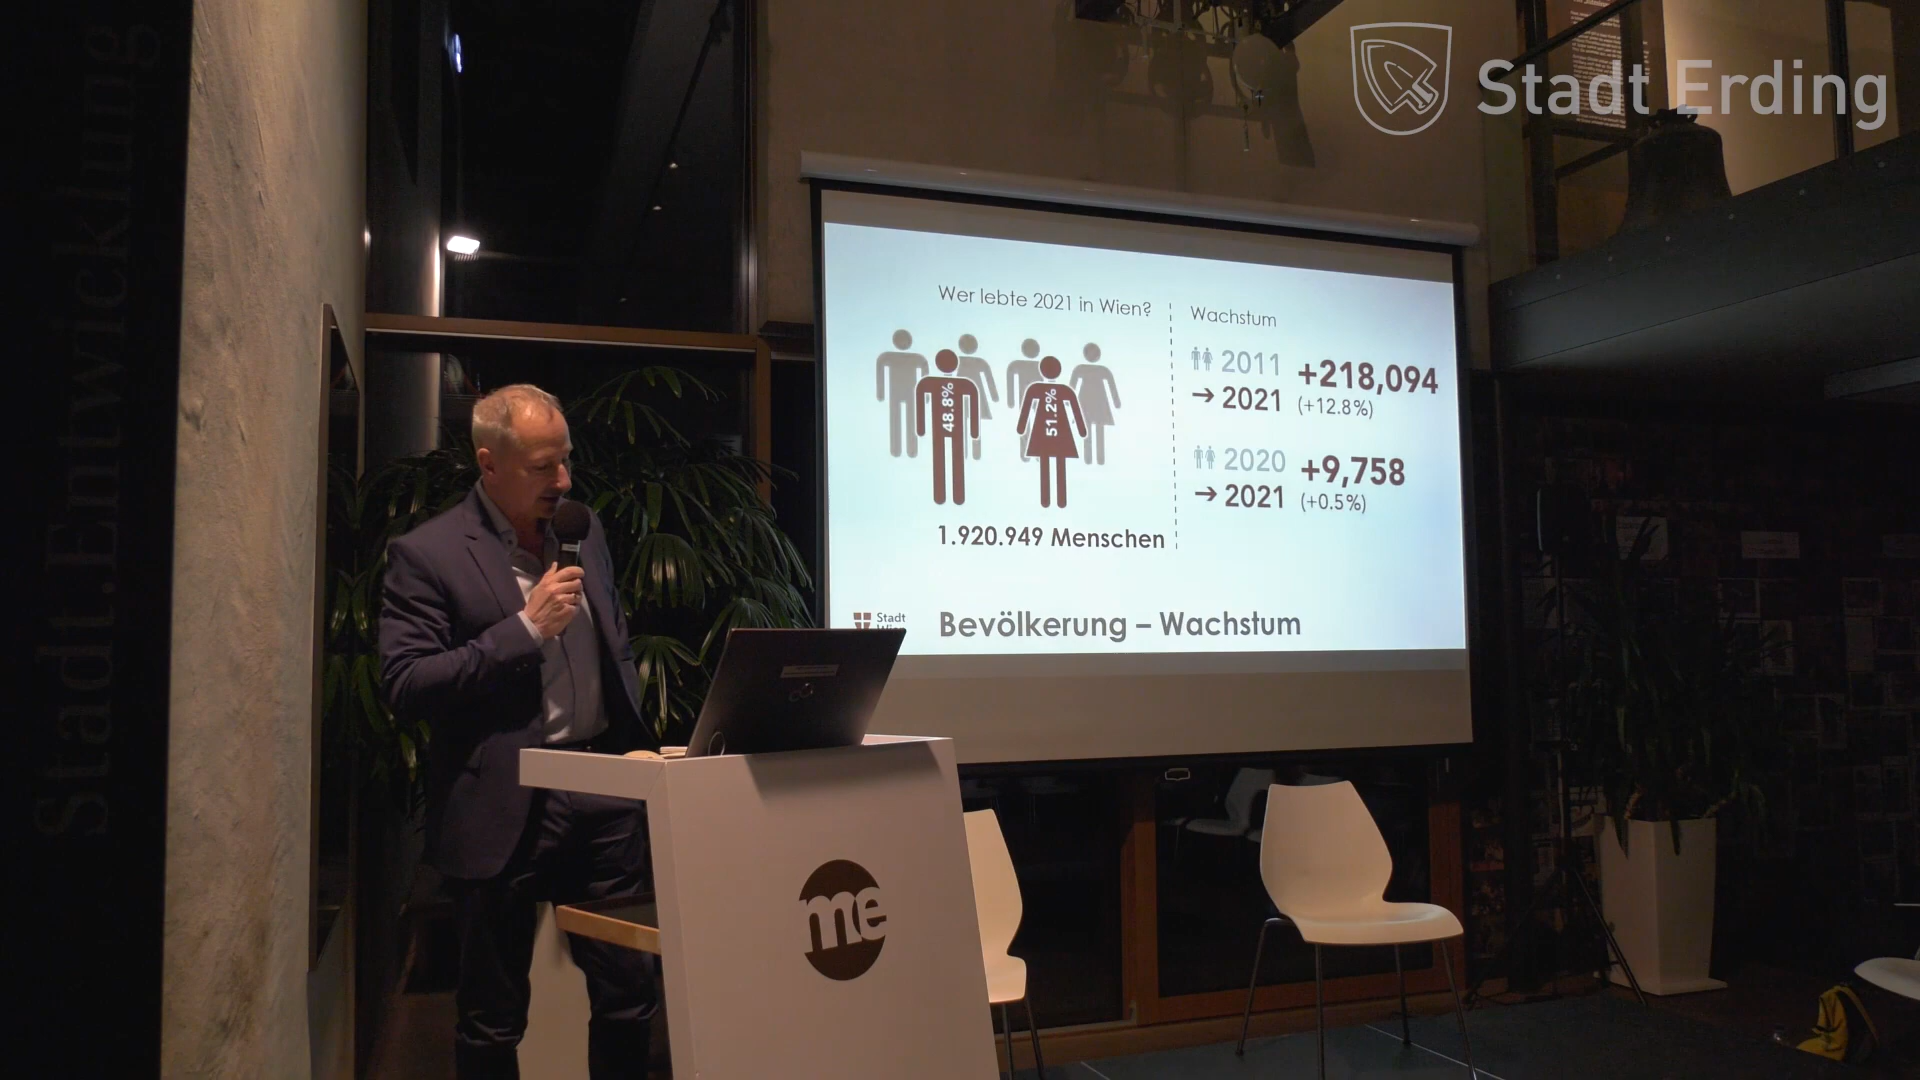 Stadt Erding
Stadt.Entwicklung
Wer lebte 2021 in Wien?
48.8%
51.2%
1.920.949 Menschen
Wachstum
2011
→ 2021
+218,094
(+12.8%)
2020
→ 2021
+9,758
(+0.5%)
Stadt
Bevölkerung – Wachstum
me